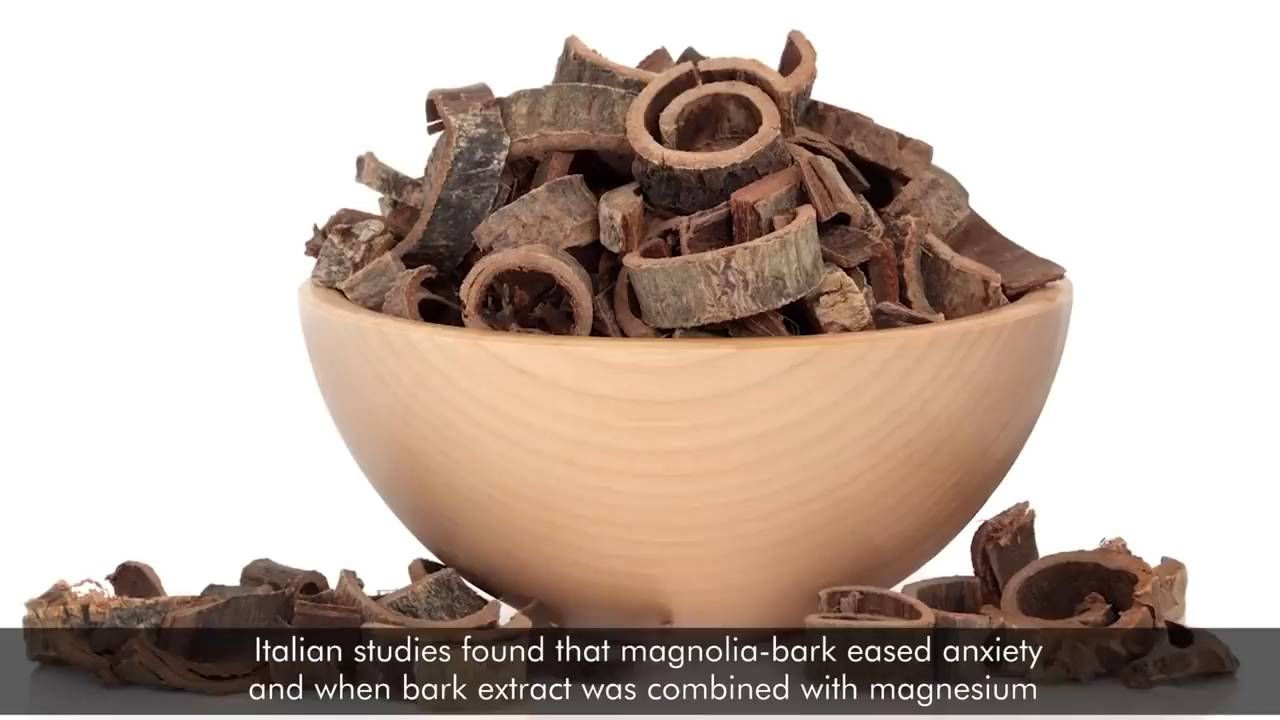 Italian studies found that magnolia-bark eased anxiety
and when bark extract was combined with magnesium